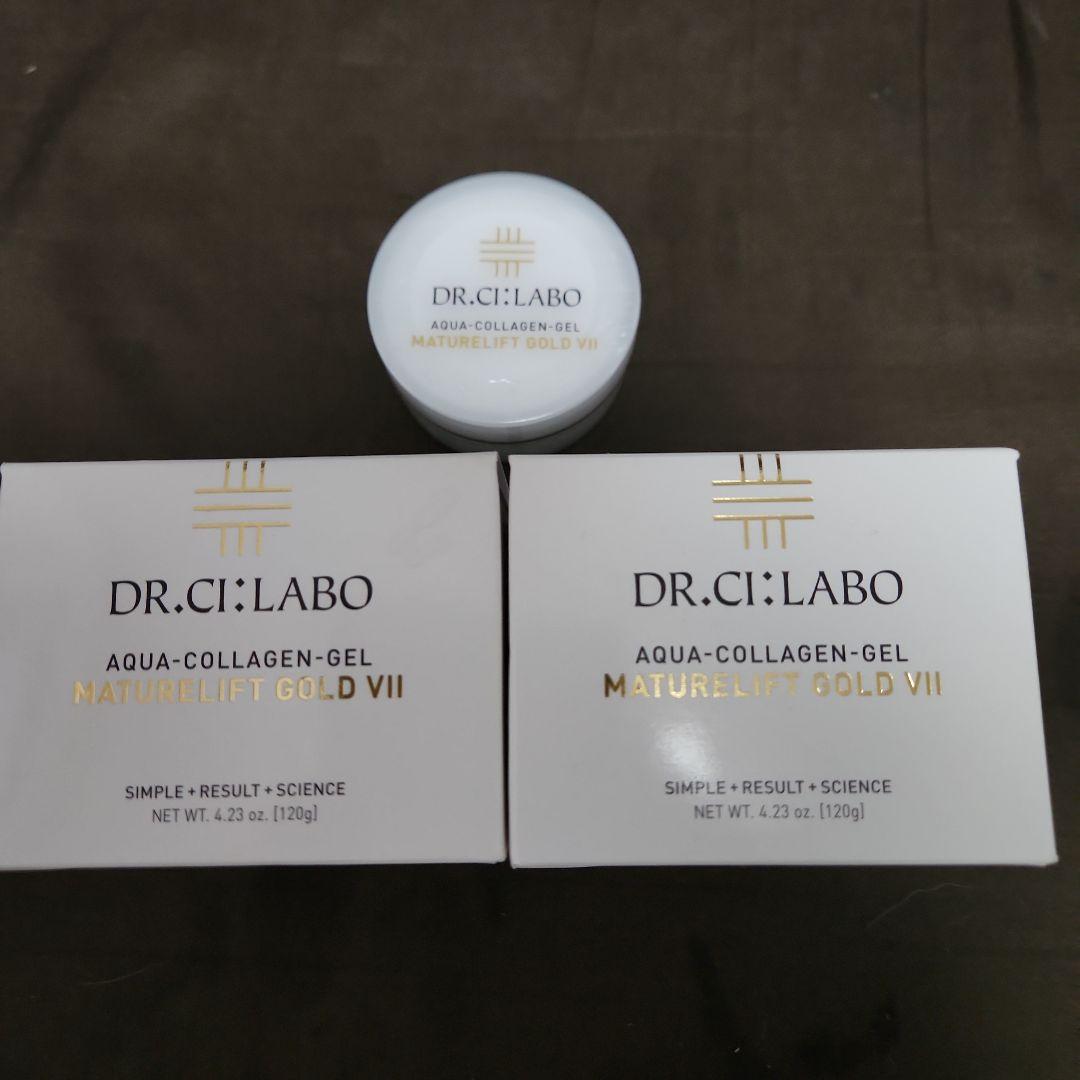 DR.CI:LABO
AQUA-COLLAGEN-GEL
MATURELIFT GOLD VII
DR.CI:LABO
AQUA-COLLAGEN-GEL
MATURELIFT GOLD VII
SIMPLE + RESULT + SCIENCE
NET WT. 4.23 oz. [120g]
DR.CI:LABO
AQUA-COLLAGEN-GEL
MATURELIFT GOLD VII
SIMPLE + RESULT + SCIENCE
NET WT. 4.23 oz. [120g]